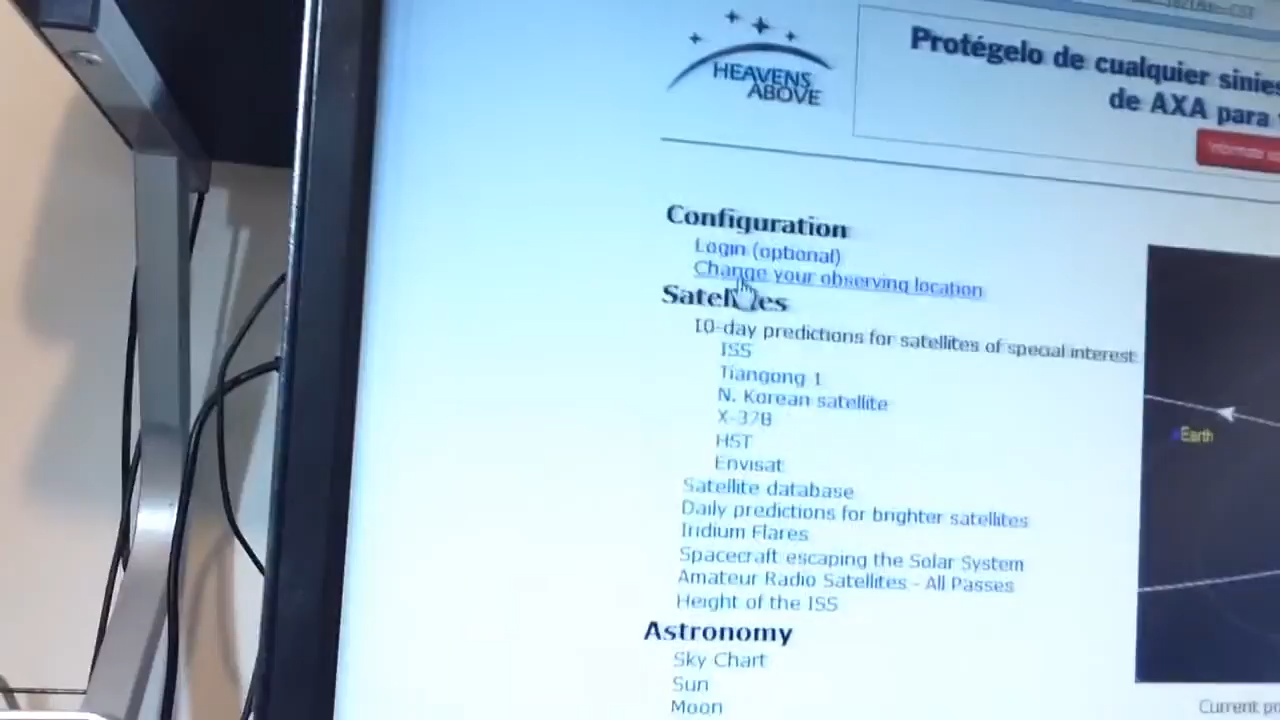 HEAVENS
ABOVE
Protégelo de cualquier sinies
de AXA para
Configuration
Login (optional)
Change your observing location
Satellites
10-day predictions for satellites of special interest
ISS
Tiangong 1
N. Korean satellite
X-37B
HST
Envisat
Satellite database
Daily predictions for brighter satellites
Iridium Flares
Spacecraft escaping the Solar System
Amateur Radio Satellites - All Passes
Height of the ISS
Astronomy
Sky Chart
Sun
Moon
Earth
Current po